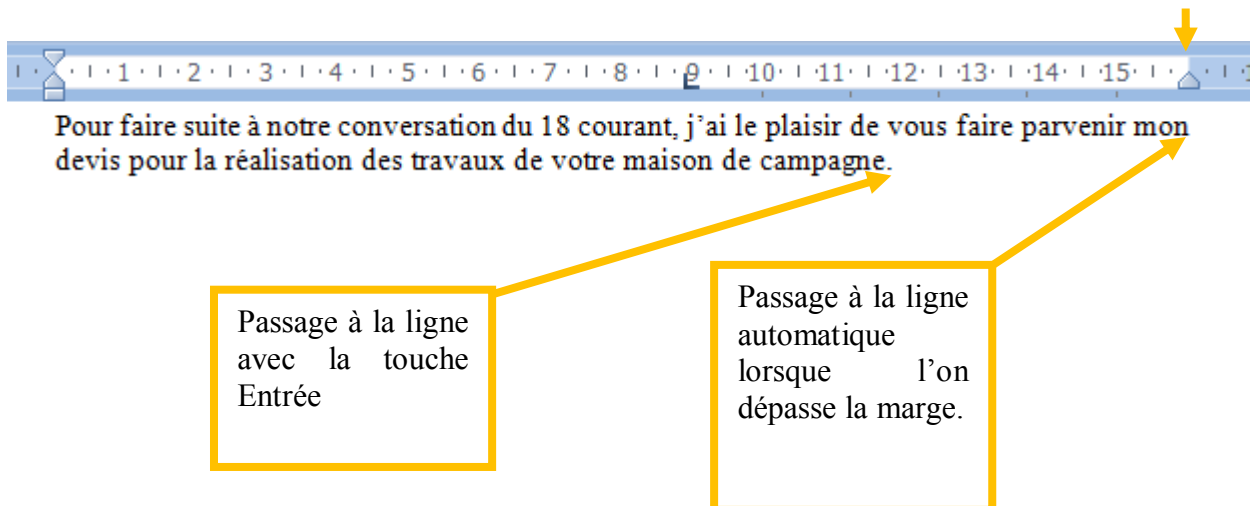 1 2 3 4 5 6 7 8 9 10 11 12 13 14 15
Pour faire suite à notre conversation du 18 courant, j’ai le plaisir de vous faire parvenir mon
devis pour la réalisation des travaux de votre maison de campagne.
Passage à la ligne
avec la touche
Entrée
Passage à la ligne
automatique
lorsque l’on
dépasse la marge.